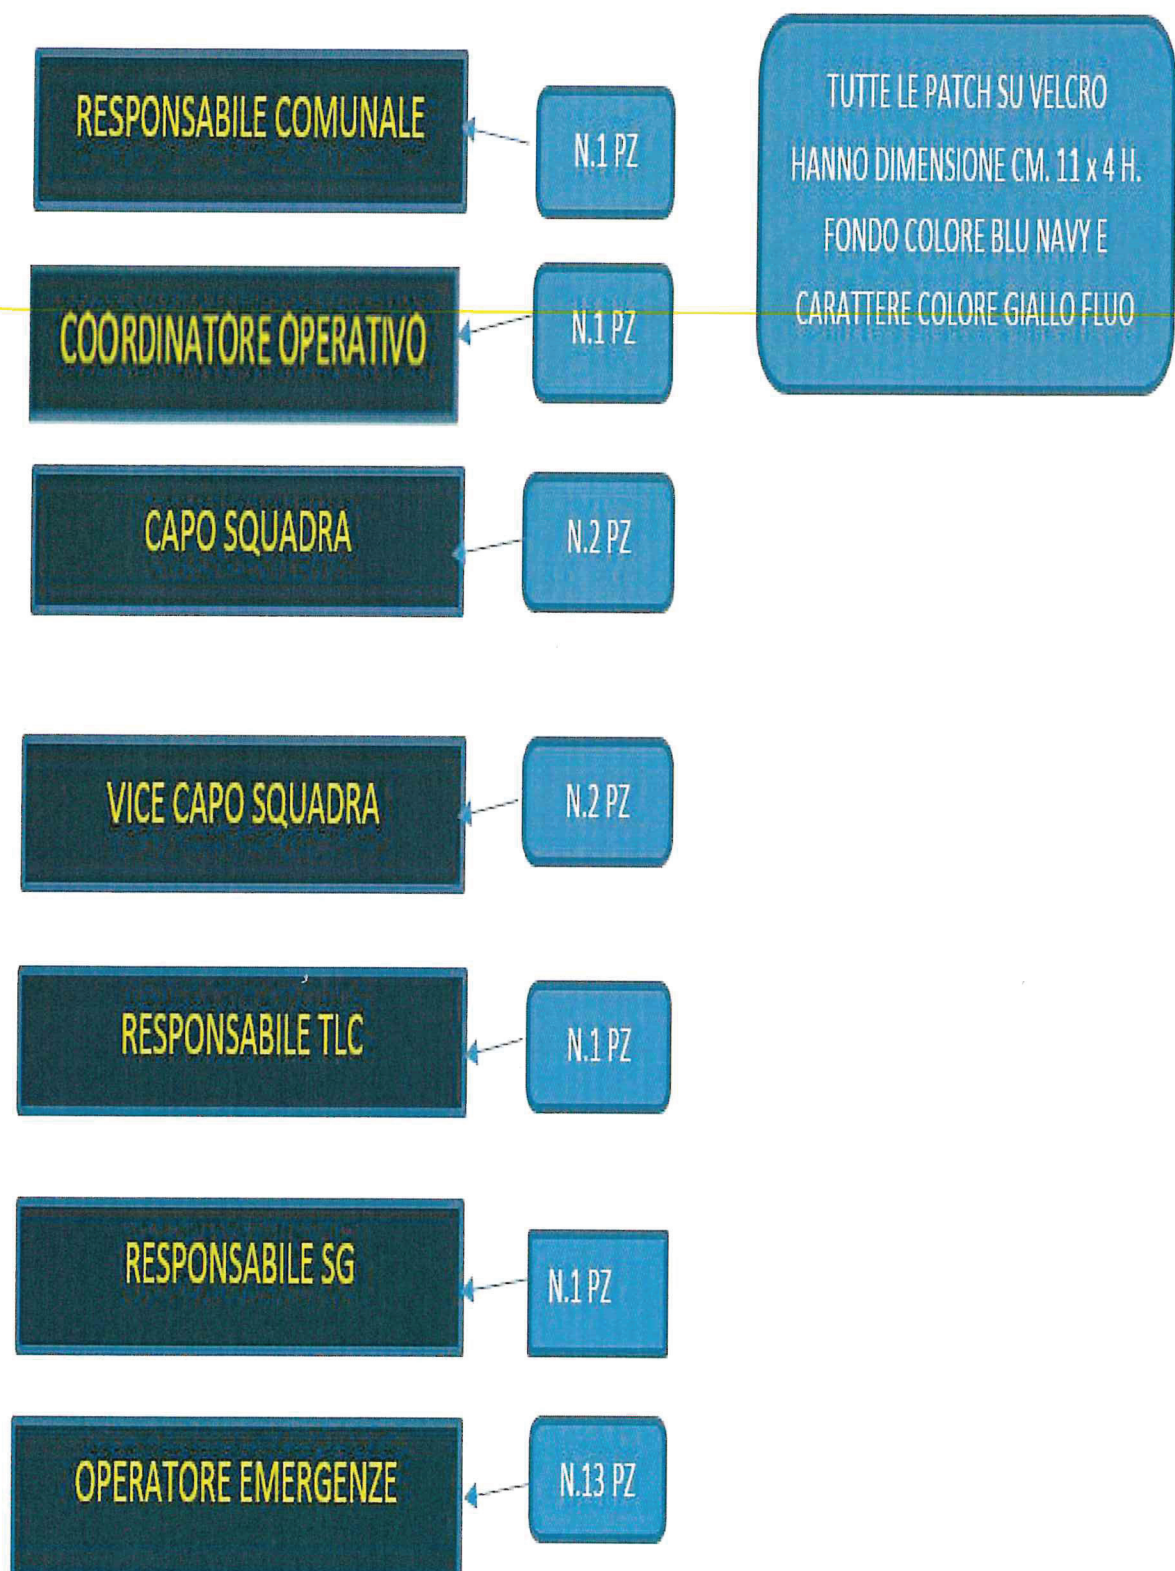 RESPONSABILE COMUNALE
N.1 PZ
TUTTE LE PATCH SU VELCRO
HANNO DIMENSIONE CM. 11 x 4 H.
FONDO COLORE BLU NAVY E
CARATTERE COLORE GIALLO FLUO
COORDINATORE OPERATIVO
N.1 PZ
CAPO SQUADRA
N.2 PZ
VICE CAPO SQUADRA
N.2 PZ
RESPONSABILE TLC
N.1 PZ
RESPONSABILE SG
N.1 PZ
OPERATORE EMERGENZE
N.13 PZ